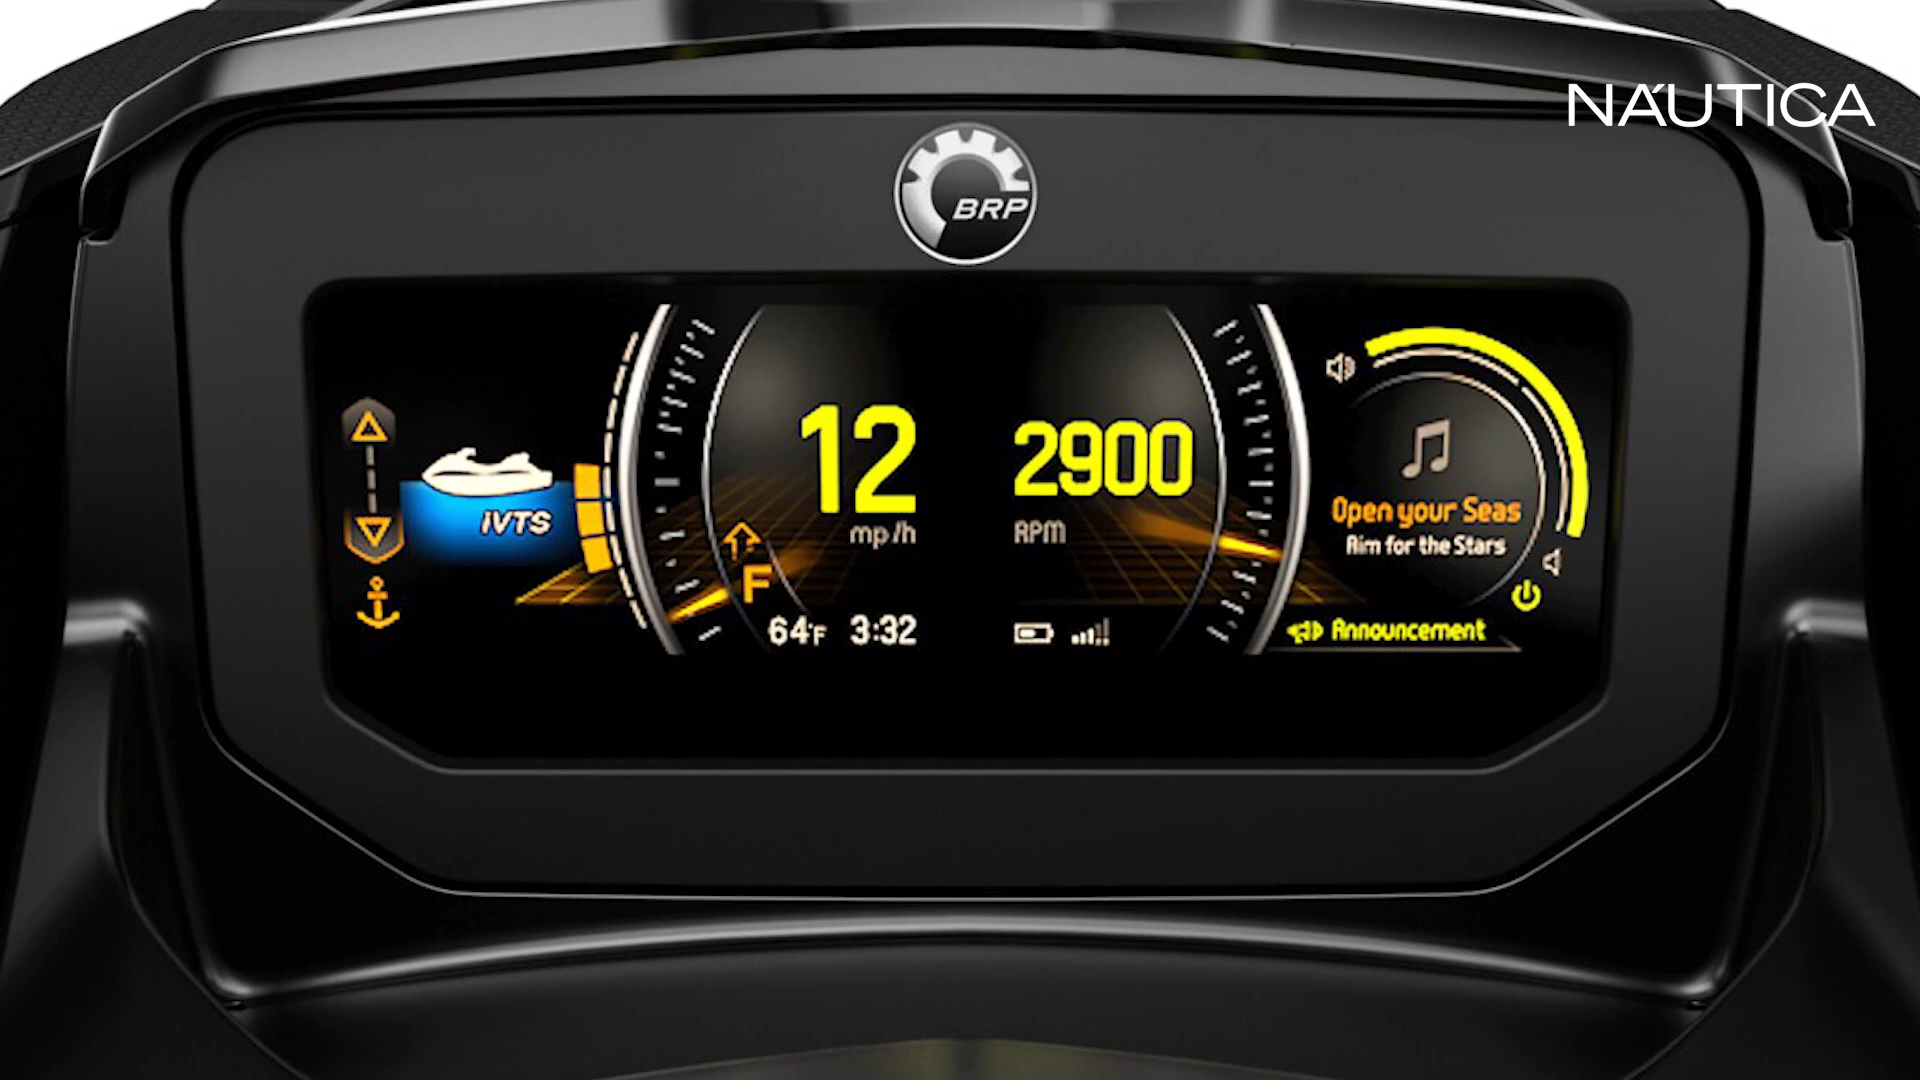 NÁUTICA
BRP
12
mp/h
2900
RPM
iVTS
F
64°F 3:32
Open your Seas
Aim for the Stars
Announcement